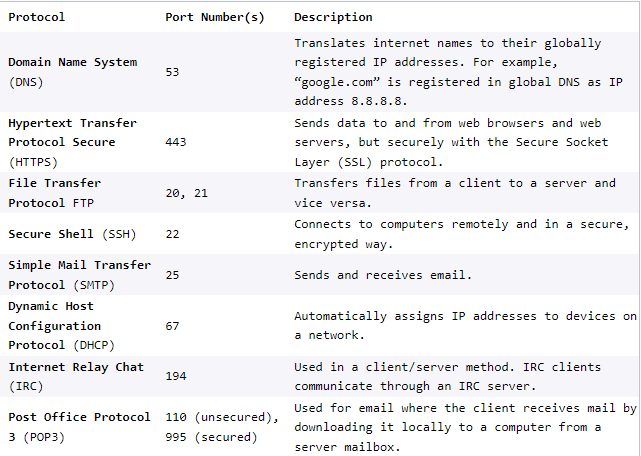 Protocol Port Number(s) Description
Translates internet names to their globally
Domain Name System registered IP addresses. For example,
(DNS) 53 “google.com” is registered in global DNS as IP
address 8.8.8.8.
Hypertext Transfer Sends data to and from web browsers and web
Protocol Secure 443 servers, but securely with the Secure Socket
(HTTPS) Layer (SSL) protocol.
File Transfer 20, 21 Transfers files from a client to a server and
Protocol FTP vice versa.
Secure Shell (SSH) 22 Connects to computers remotely and in a secure,
encrypted way.
Simple Mail Transfer 25 Sends and receives email.
Protocol (SMTP)
Dynamic Host
Configuration 67 Automatically assigns IP addresses to devices on
Protocol (DHCP) a network.
Internet Relay Chat 194 Used in a client/server method. IRC clients
(IRC) communicate through an IRC server.
Post Office Protocol 110 (unsecured), Used for email where the client receives mail by
3 (POP3) 995 (secured) downloading it locally to a computer from a
server mailbox.